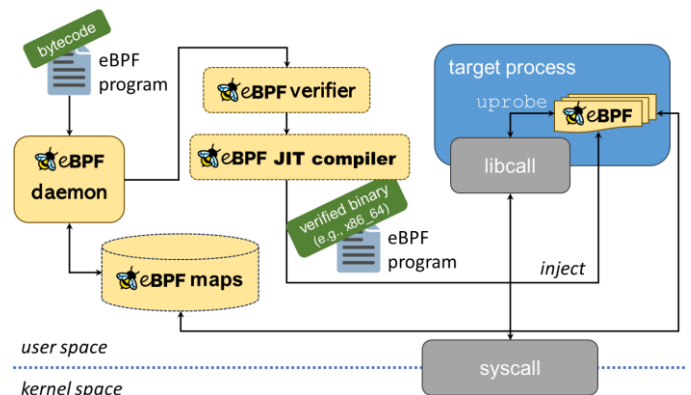 bytecode
eBPF
program
eBPF verifier
target process
uprobe
eBPF
eBPF
daemon
eBPF JIT compiler
libcall
verified binary
(e.g., x86_64)
eBPF
program
eBPF maps
inject
user space
syscall
kernel space